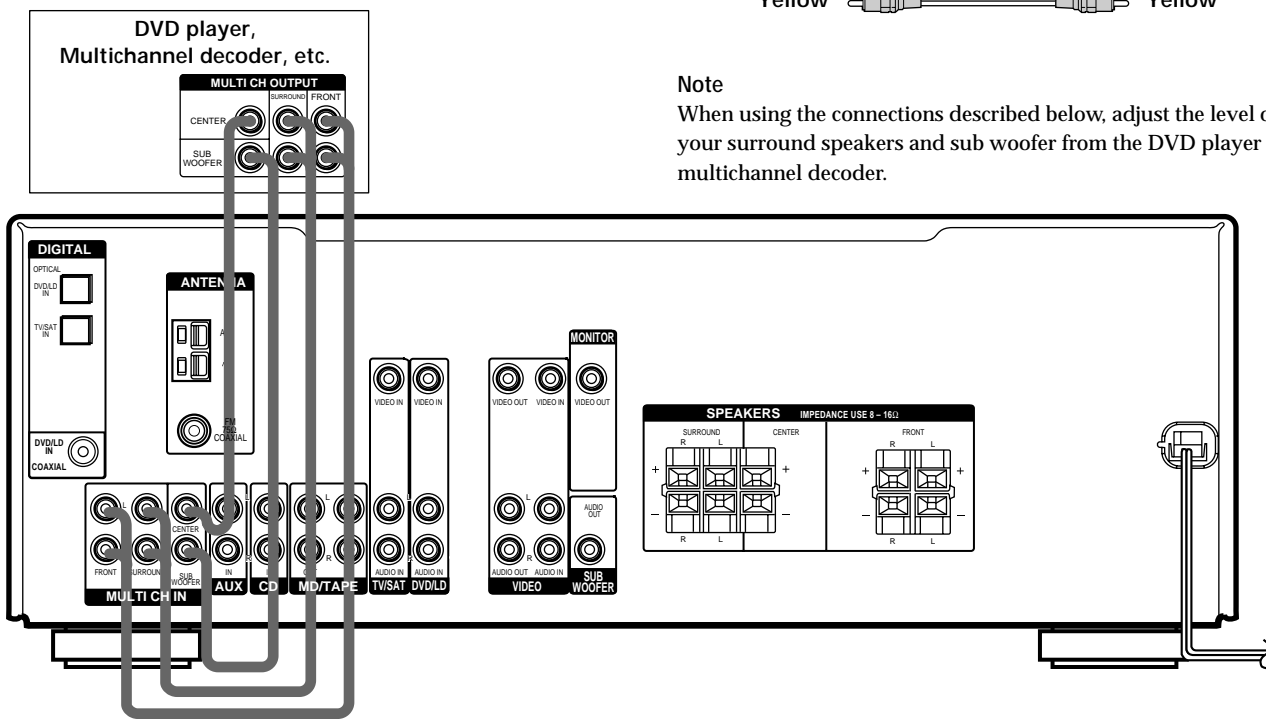 Yellow Yellow
DVD player,
Multichannel decoder, etc.
MULTI CH OUTPUT
SURROUND FRONT
CENTER
SUB
WOOFER
Note
When using the connections described below, adjust the level
your surround speakers and sub woofer from the DVD player
multichannel decoder.
DIGITAL
OPTICAL
DVD/LD
IN
TV/SAT
IN
DVD/LD
IN
COAXIAL
ANTENNA
A
FM
75Ω
COAXIAL
MONITOR
VIDEO IN VIDEO IN VIDEO OUT VIDEO IN VIDEO OUT
SPEAKERS IMPEDANCE USE 8 – 16Ω
SURROUND CENTER FRONT
R L R L
+ + + +
– – – –
R L R L
L L L L L
CENTER
AUDIO
OUT
R R R R
FRONT SURROUND SUB
WOOFER
IN AUDIO IN AUDIO IN AUDIO OUT AUDIO IN
MULTI CH IN AUX CD MD/TAPE TV/SAT DVD/LD VIDEO SUB
WOOFER